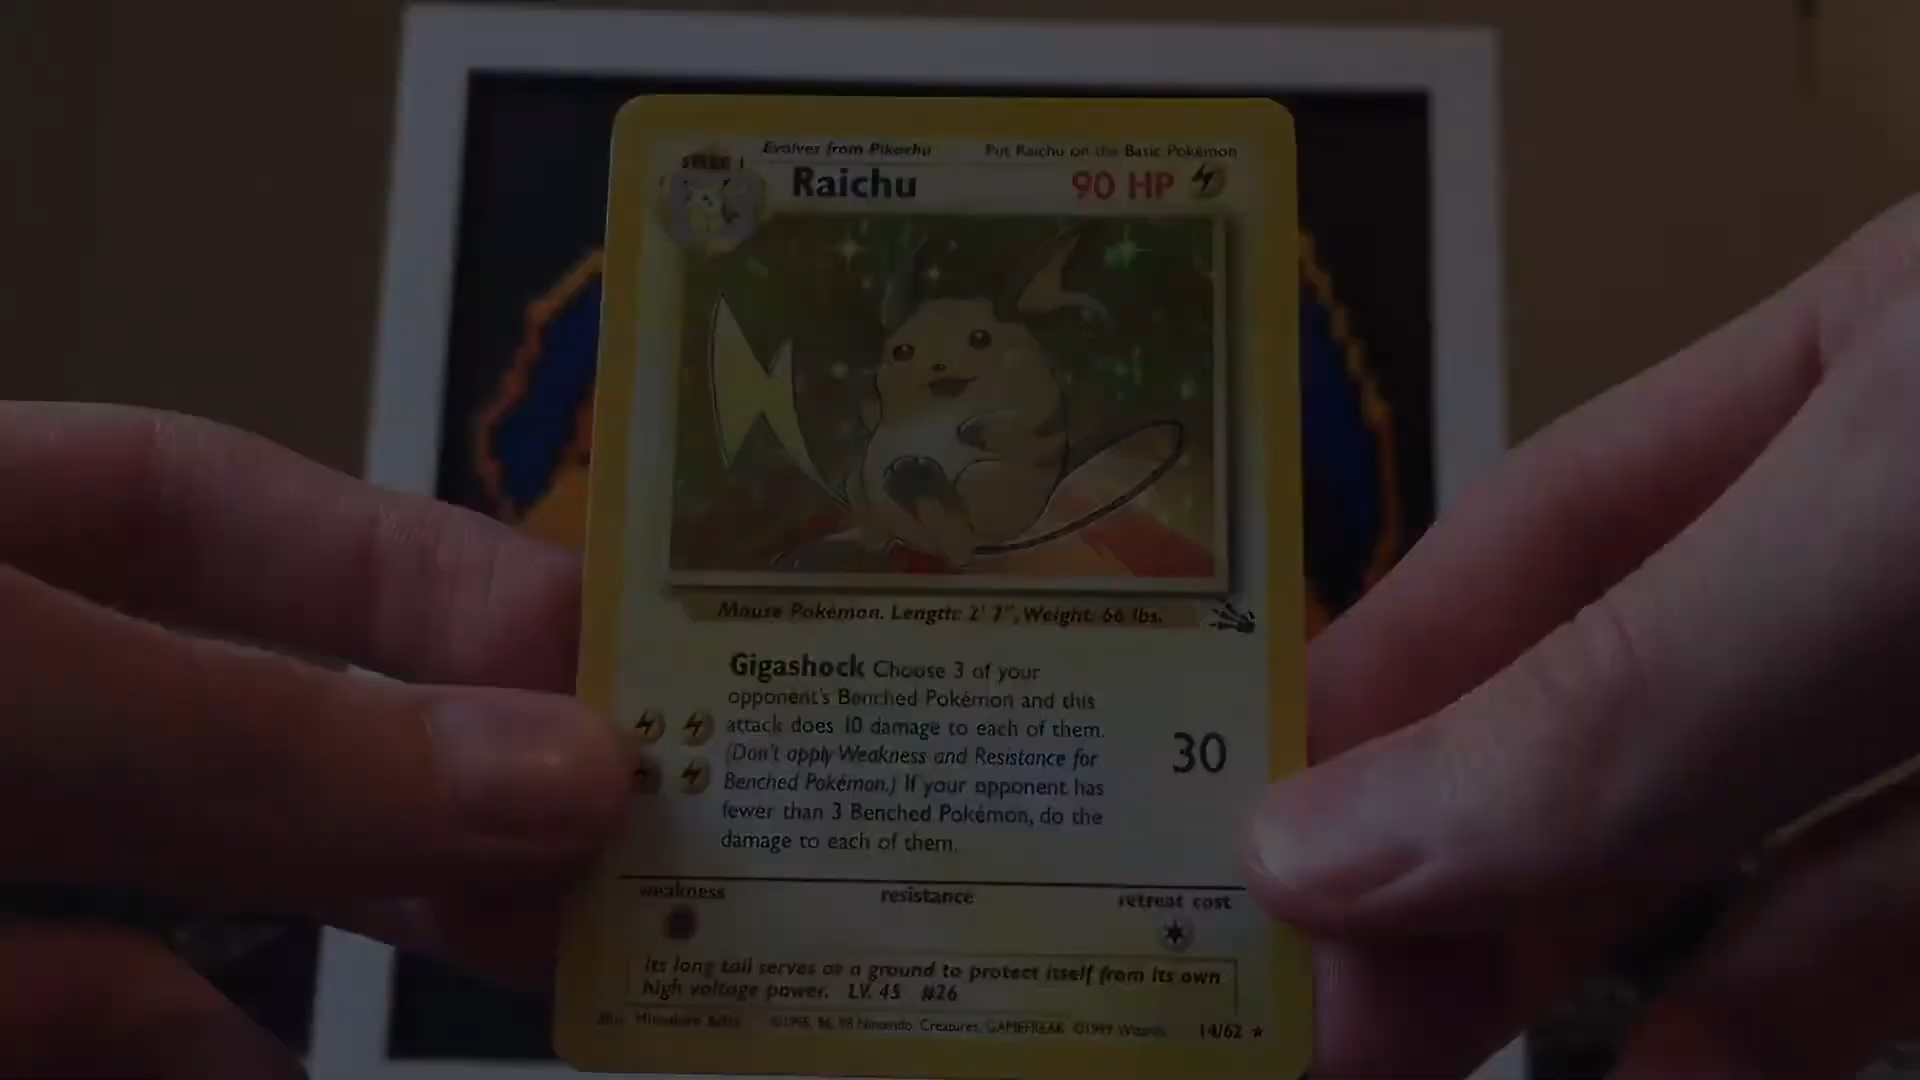 Evolves from Pikachu Put Raichu on the Basic Pokémon
STAGE 1
Raichu 90 HP
Mouse Pokémon. Length: 2' 7", Weight: 66 lbs.
Gigashock Choose 3 of your
opponent's Benched Pokémon and this
attack does 10 damage to each of them.
(Don't apply Weakness and Resistance for
Benched Pokémon.) If your opponent has
fewer than 3 Benched Pokémon, do the
damage to each of them.
30
weakness resistance retreat cost
Its long tail serves as a ground to protect itself from its own
high voltage power. LV. 45 #26
©1995, 96, 98 Nintendo, Creatures, GAMEFREAK. ©1999 Wizards. 14/62